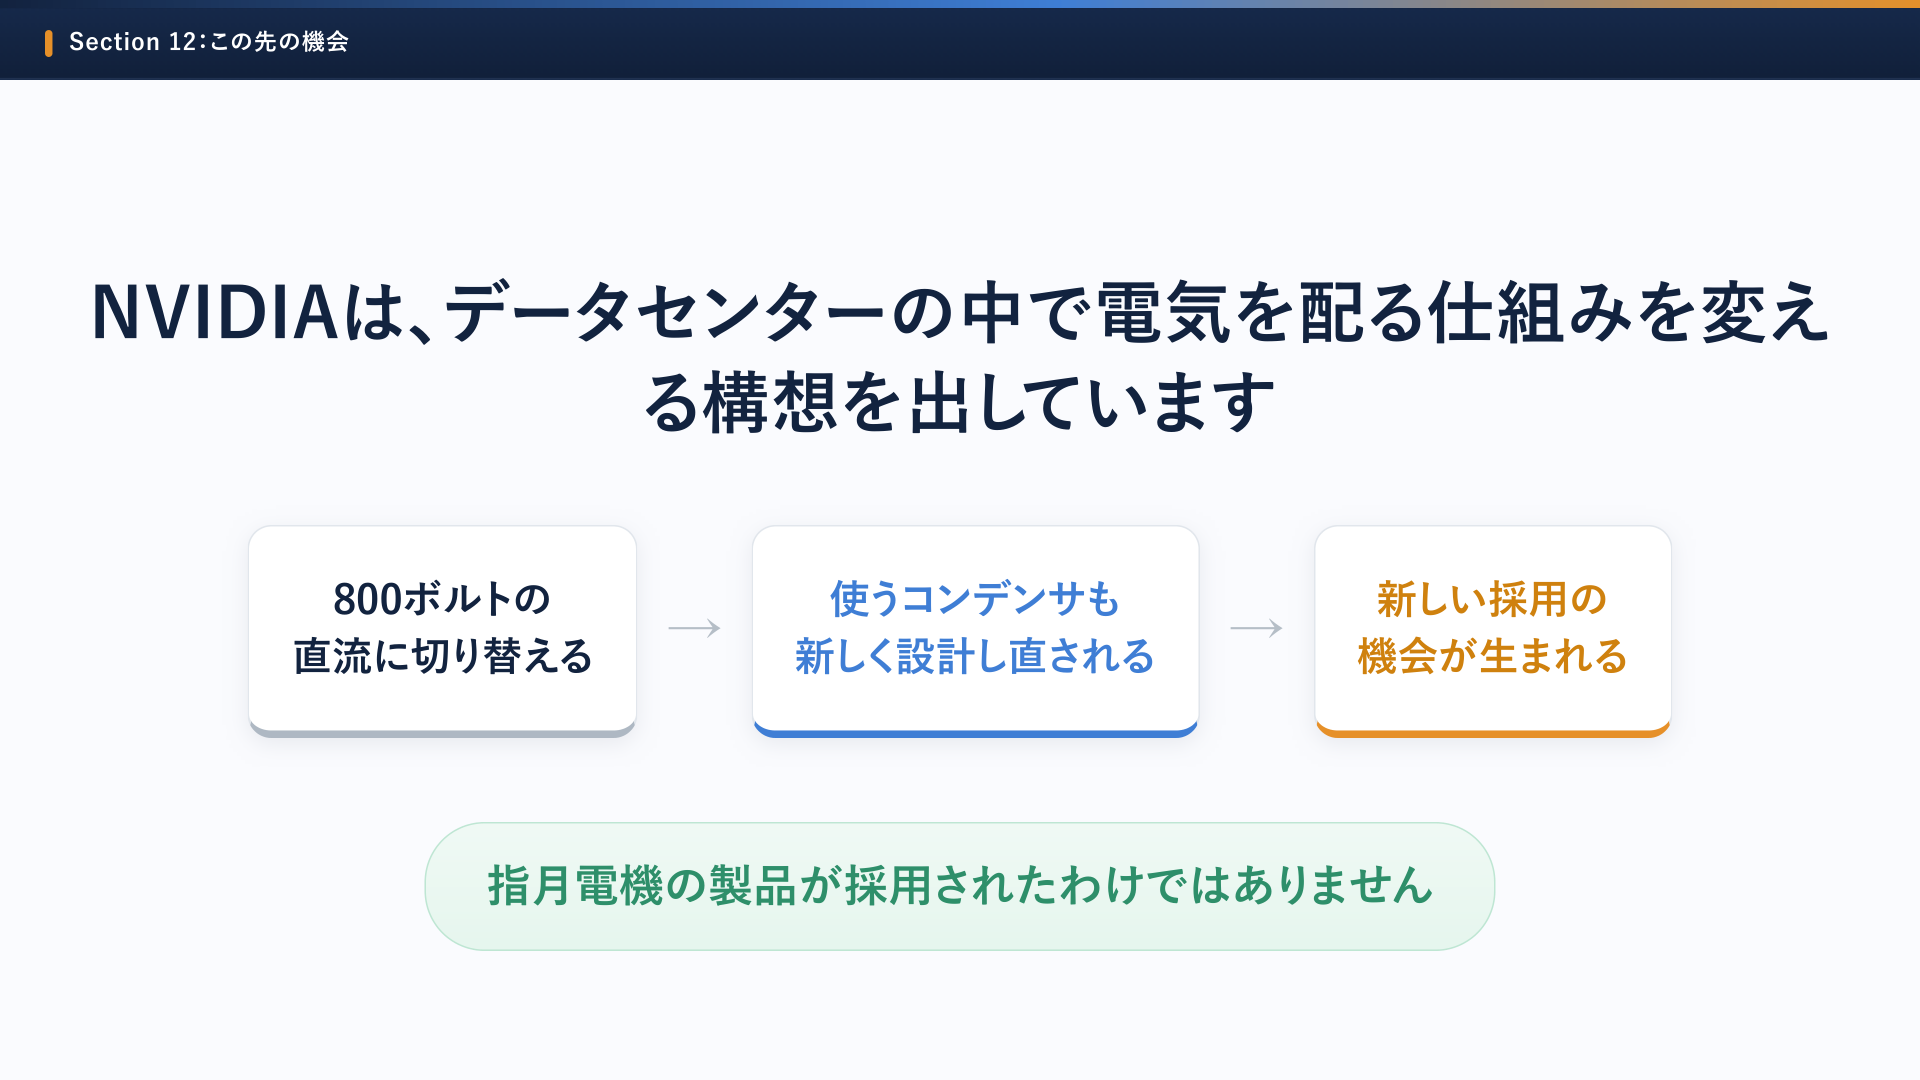 Section 12：この先の機会
NVIDIAは、データセンターの中で電気を配る仕組みを変え
る構想を出しています
800ボルトの
直流に切り替える
使うコンデンサも
新しく設計し直される
新しい採用の
機会が生まれる
指月電機の製品が採用されたわけではありません